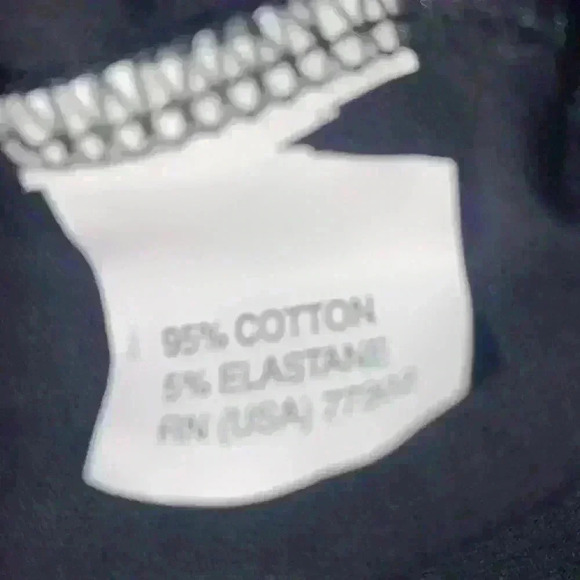 95% COTTON
5% ELASTANE
RN (USA)